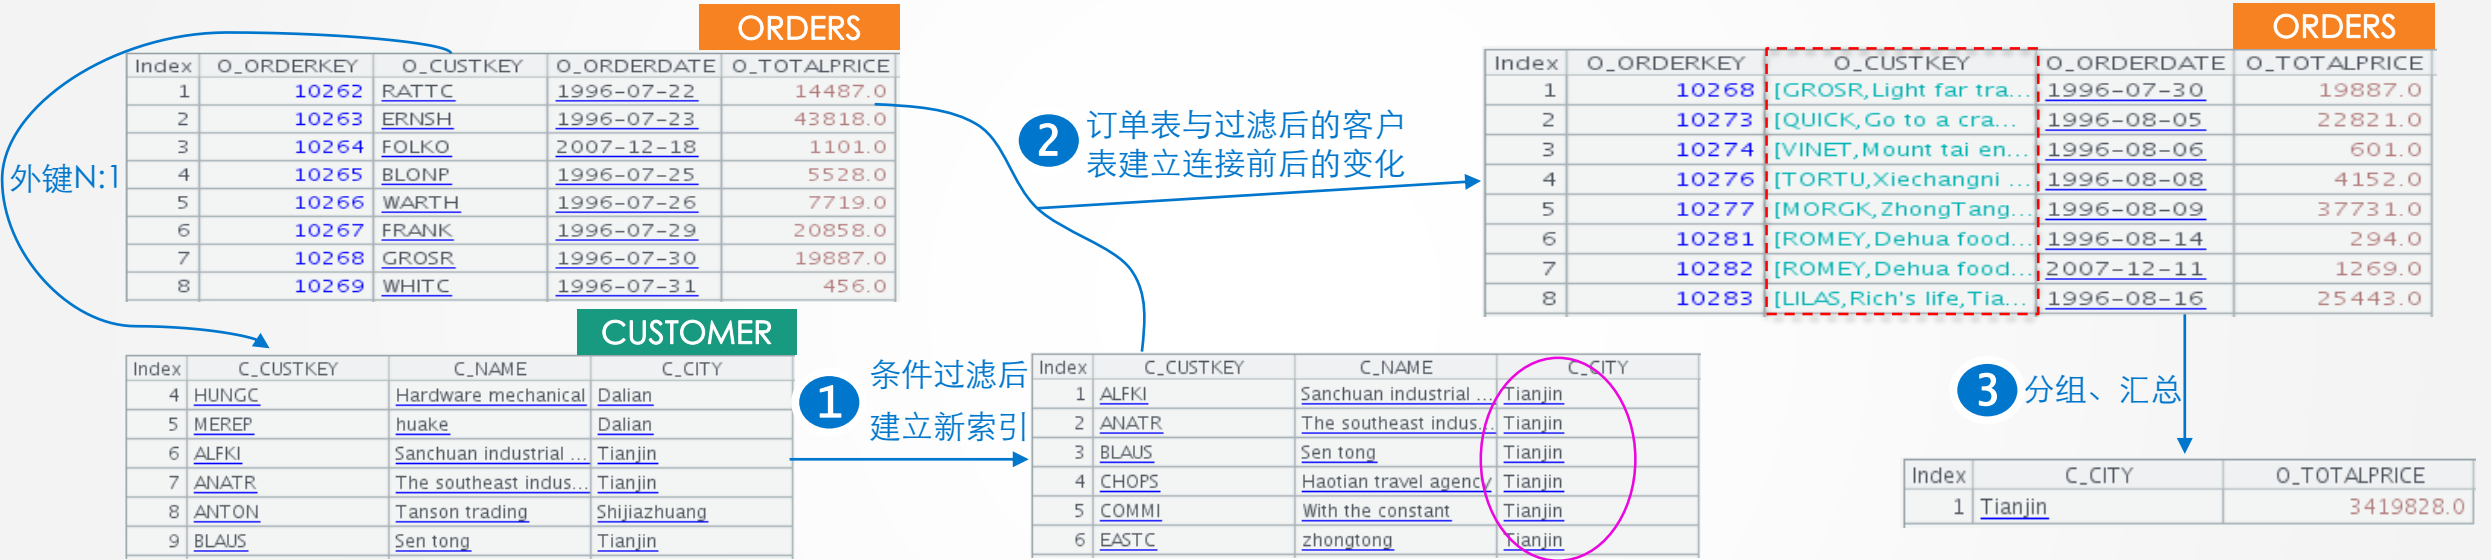 ORDERS
Index O_ORDERKEY O_CUSTKEY O_ORDERDATE O_TOTALPRICE
1 10262 RATTC 1996-07-22 14487.0
2 10263 ERNSH 1996-07-23 43818.0
3 10264 FOLKO 2007-12-18 1101.0
4 10265 BLONP 1996-07-25 5528.0
5 10266 WARTH 1996-07-26 7719.0
6 10267 FRANK 1996-07-29 20858.0
7 10268 GROSR 1996-07-30 19887.0
8 10269 WHITC 1996-07-31 456.0
外键N:1
CUSTOMER
Index C_CUSTKEY C_NAME C_CITY
4 HUNGC Hardware mechanical Dalian
5 MEREP huake Dalian
6 ALFKI Sanchuan industrial ... Tianjin
7 ANATR The southeast indus... Tianjin
8 ANTON Tanson trading Shijiazhuang
9 BLAUS Sen tong Tianjin
1 条件过滤后
建立新索引
Index C_CUSTKEY C_NAME C_CITY
1 ALFKI Sanchuan industrial ... Tianjin
2 ANATR The southeast indus... Tianjin
3 BLAUS Sen tong Tianjin
4 CHOPS Haotian travel agency Tianjin
5 COMMI With the constant Tianjin
6 EASTC zhongtong Tianjin
2 订单表与过滤后的客户
表建立连接前后的变化
ORDERS
Index O_ORDERKEY O_CUSTKEY O_ORDERDATE O_TOTALPRICE
1 10268 [GROSR,Light far tra... 1996-07-30 19887.0
2 10273 [QUICK,Go to a cra... 1996-08-05 22821.0
3 10274 [VINET,Mount tai en... 1996-08-06 601.0
4 10276 [TORTU,Xiechangni ... 1996-08-08 4152.0
5 10277 [MORGK,ZhongTang... 1996-08-09 37731.0
6 10281 [ROMEY,Dehua food... 1996-08-14 294.0
7 10282 [ROMEY,Dehua food... 2007-12-11 1269.0
8 10283 [LILAS,Rich's life,Tia... 1996-08-16 25443.0
3 分组、汇总
Index C_CITY O_TOTALPRICE
1 Tianjin 3419828.0